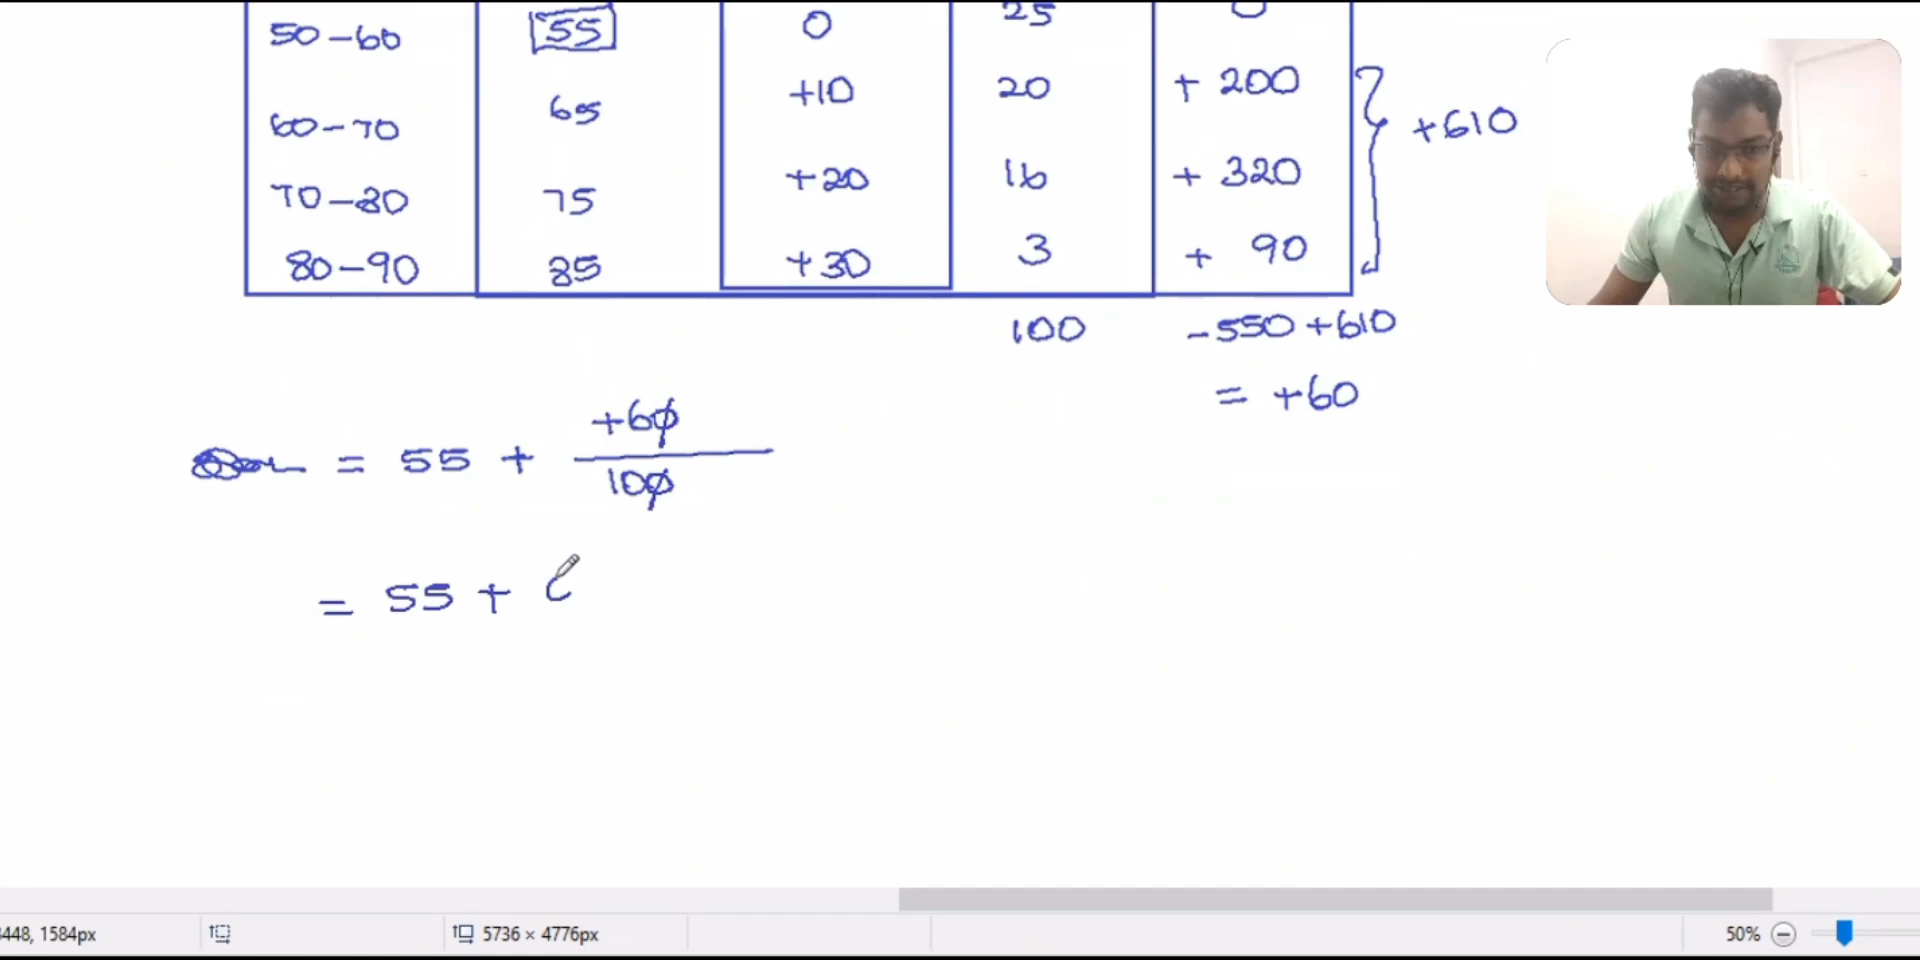 50-60 55 0 25 0
60-70 65 +10 20 + 200
70-80 75 +20 16 + 320
80-90 85 +30 3 + 90
+610
100 -550 +610
= +60
= 55 + +60/100
= 55 +
448, 1584px 5736 × 4776px 50%